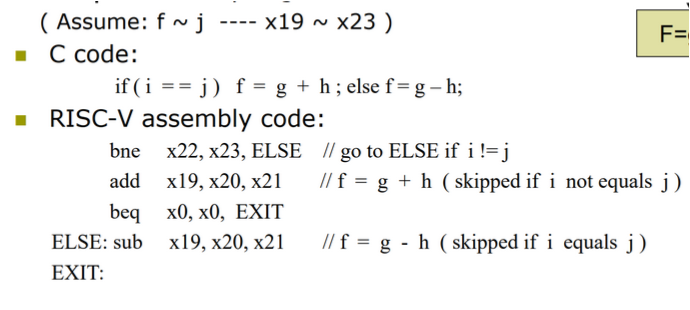 ( Assume: f ~ j ---- x19 ~ x23 )
F=
■ C code:
if ( i == j ) f = g + h ; else f = g – h;
■ RISC-V assembly code:
bne x22, x23, ELSE // go to ELSE if i != j
add x19, x20, x21 // f = g + h ( skipped if i not equals j )
beq x0, x0, EXIT
ELSE: sub x19, x20, x21 // f = g - h ( skipped if i equals j )
EXIT: